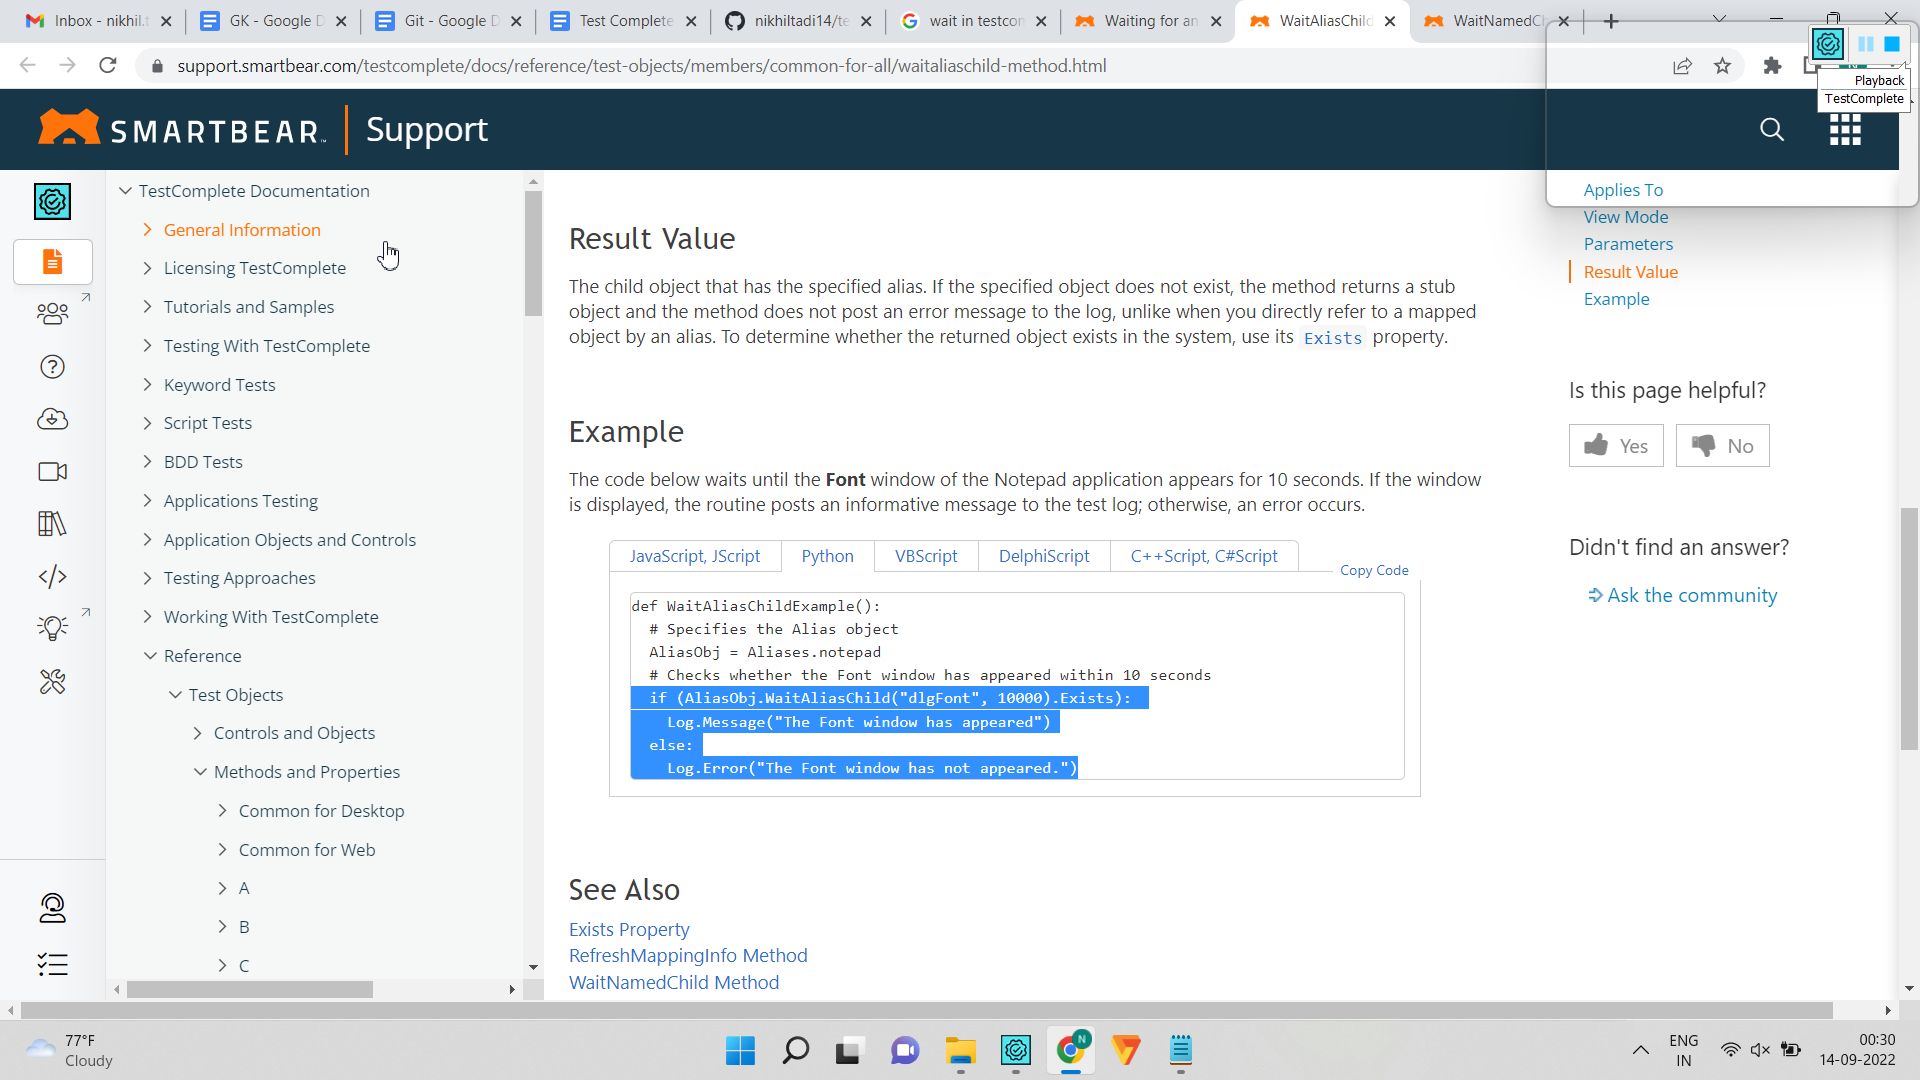 Inbox - nikhil.t
GK - Google D
Git - Google D
Test Complete
nikhiltadi14/te
wait in testcon
Waiting for an
WaitAliasChild
WaitNamedCh
support.smartbear.com/testcomplete/docs/reference/test-objects/members/common-for-all/waitaliaschild-method.html
Playback
TestComplete
SMARTBEAR
Support
TestComplete Documentation
General Information
Licensing TestComplete
Tutorials and Samples
Testing With TestComplete
Keyword Tests
Script Tests
BDD Tests
Applications Testing
Application Objects and Controls
Testing Approaches
Working With TestComplete
Reference
Test Objects
Controls and Objects
Methods and Properties
Common for Desktop
Common for Web
A
B
C
Result Value
The child object that has the specified alias. If the specified object does not exist, the method returns a stub
object and the method does not post an error message to the log, unlike when you directly refer to a mapped
object by an alias. To determine whether the returned object exists in the system, use its Exists property.
Example
The code below waits until the Font window of the Notepad application appears for 10 seconds. If the window
is displayed, the routine posts an informative message to the test log; otherwise, an error occurs.
JavaScript, JScript
Python
VBScript
DelphiScript
C++Script, C#Script
Copy Code
def WaitAliasChildExample():
# Specifies the Alias object
AliasObj = Aliases.notepad
# Checks whether the Font window has appeared within 10 seconds
if (AliasObj.WaitAliasChild("dlgFont", 10000).Exists):
Log.Message("The Font window has appeared")
else:
Log.Error("The Font window has not appeared.")
See Also
Exists Property
RefreshMappingInfo Method
WaitNamedChild Method
Applies To
View Mode
Parameters
Result Value
Example
Is this page helpful?
Yes
No
Didn't find an answer?
Ask the community
77°F
Cloudy
N
ENG
IN
00:30
14-09-2022